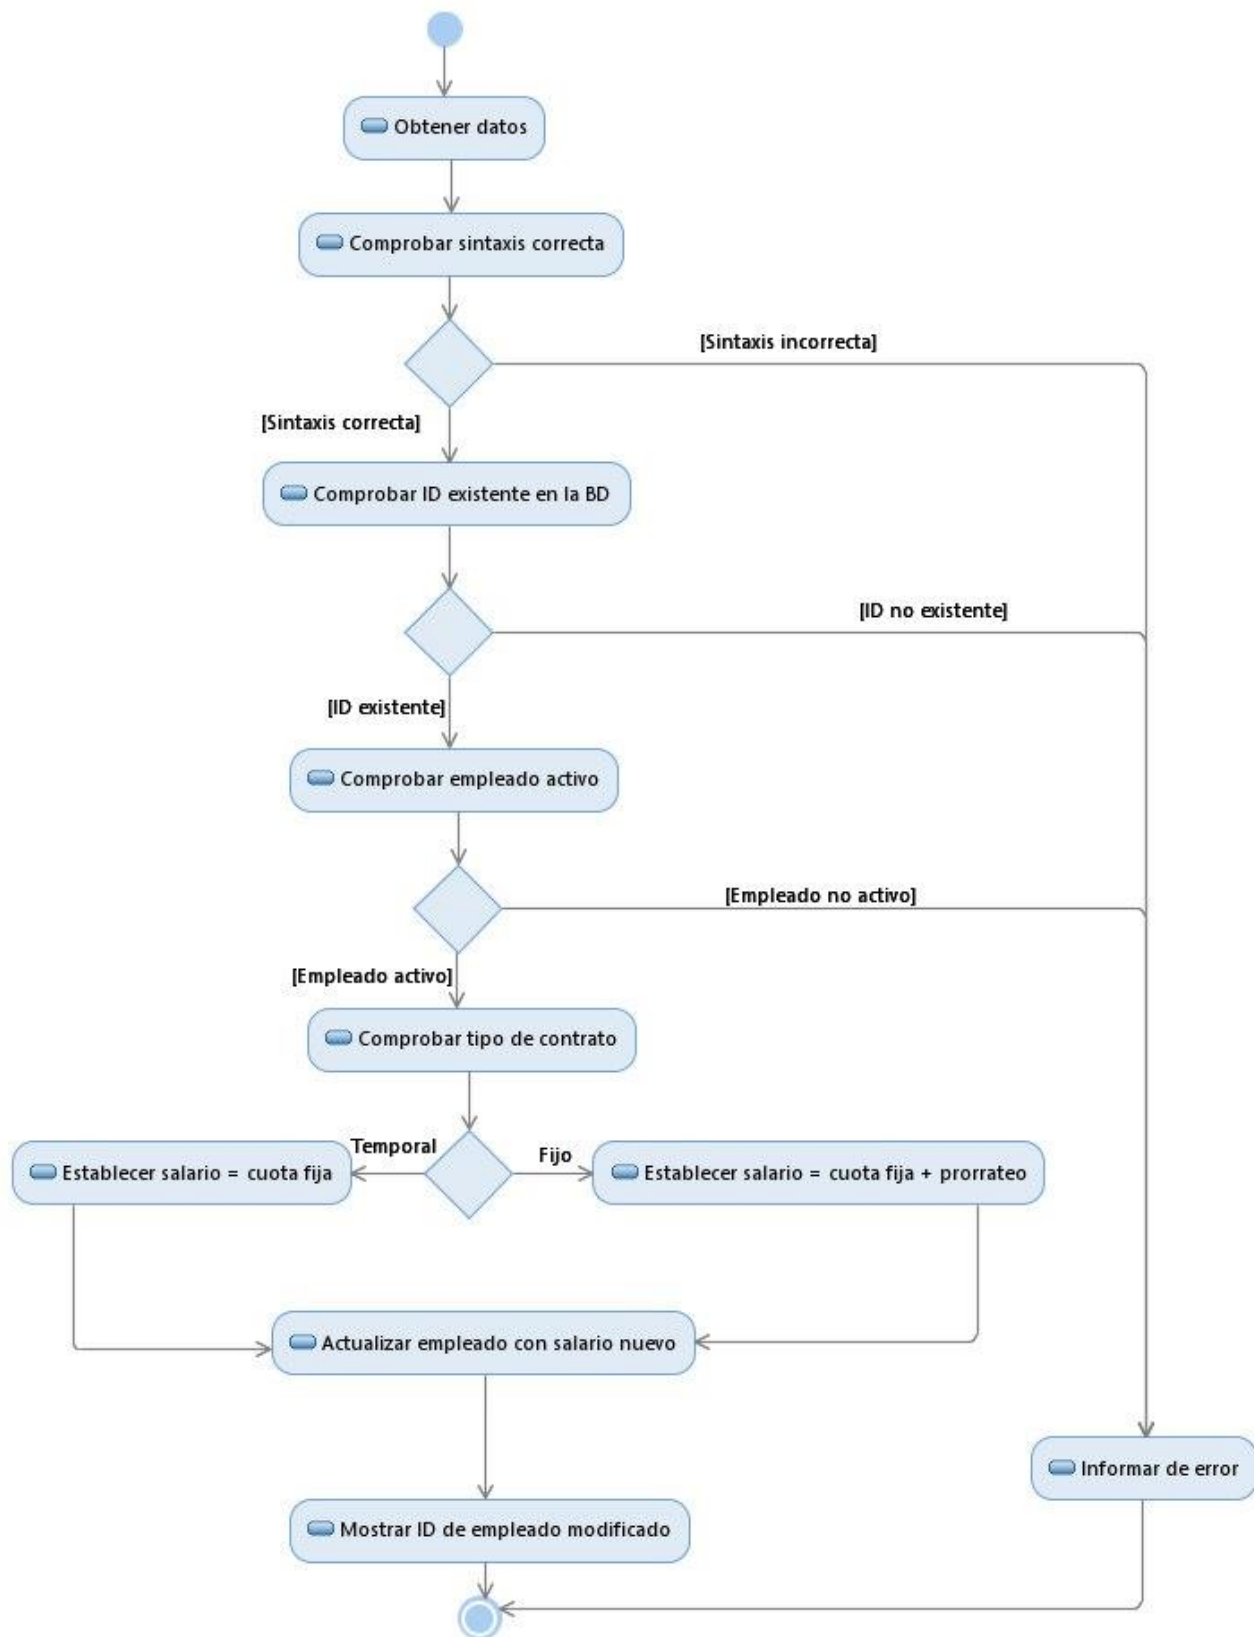 Obtener datos
Comprobar sintaxis correcta
[Sintaxis incorrecta]
[Sintaxis correcta]
Comprobar ID existente en la BD
[ID no existente]
[ID existente]
Comprobar empleado activo
[Empleado no activo]
[Empleado activo]
Comprobar tipo de contrato
Temporal
Fijo
Establecer salario = cuota fija
Establecer salario = cuota fija + prorrateo
Actualizar empleado con salario nuevo
Informar de error
Mostrar ID de empleado modificado